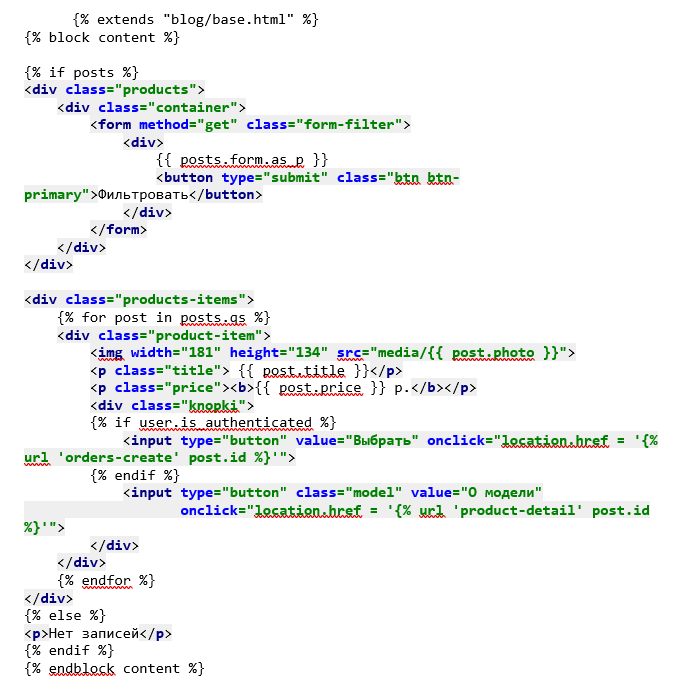 {% extends "blog/base.html" %}
{% block content %}
{% if posts %}
<div class="products">
<div class="container">
<form method="get" class="form-filter">
<div>
{{ posts.form.as_p }}
<button type="submit" class="btn btn-
primary">Фильтровать</button>
</div>
</form>
</div>
</div>
<div class="products-items">
{% for post in posts.qs %}
<div class="product-item">
<img width="181" height="134" src="media/{{ post.photo }}">
<p class="title"> {{ post.title }}</p>
<p class="price"><b>{{ post.price }} р.</b></p>
<div class="knopki">
{% if user.is_authenticated %}
<input type="button" value="Выбрать" onclick="location.href = '{%
url 'orders-create' post.id %}'">
{% endif %}
<input type="button" class="model" value="О модели"
onclick="location.href = '{% url 'product-detail' post.id
%}'">
</div>
</div>
{% endfor %}
</div>
{% else %}
<p>Нет записей</p>
{% endif %}
{% endblock content %}